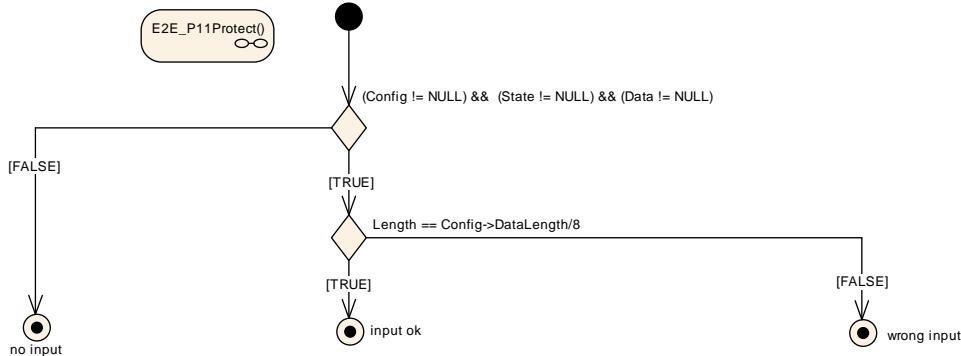 E2E_P11Protect()
(Config != NULL) && (State != NULL) && (Data != NULL)
[FALSE]
[TRUE]
Length == Config->DataLength/8
[TRUE]
[FALSE]
no input
input ok
wrong input